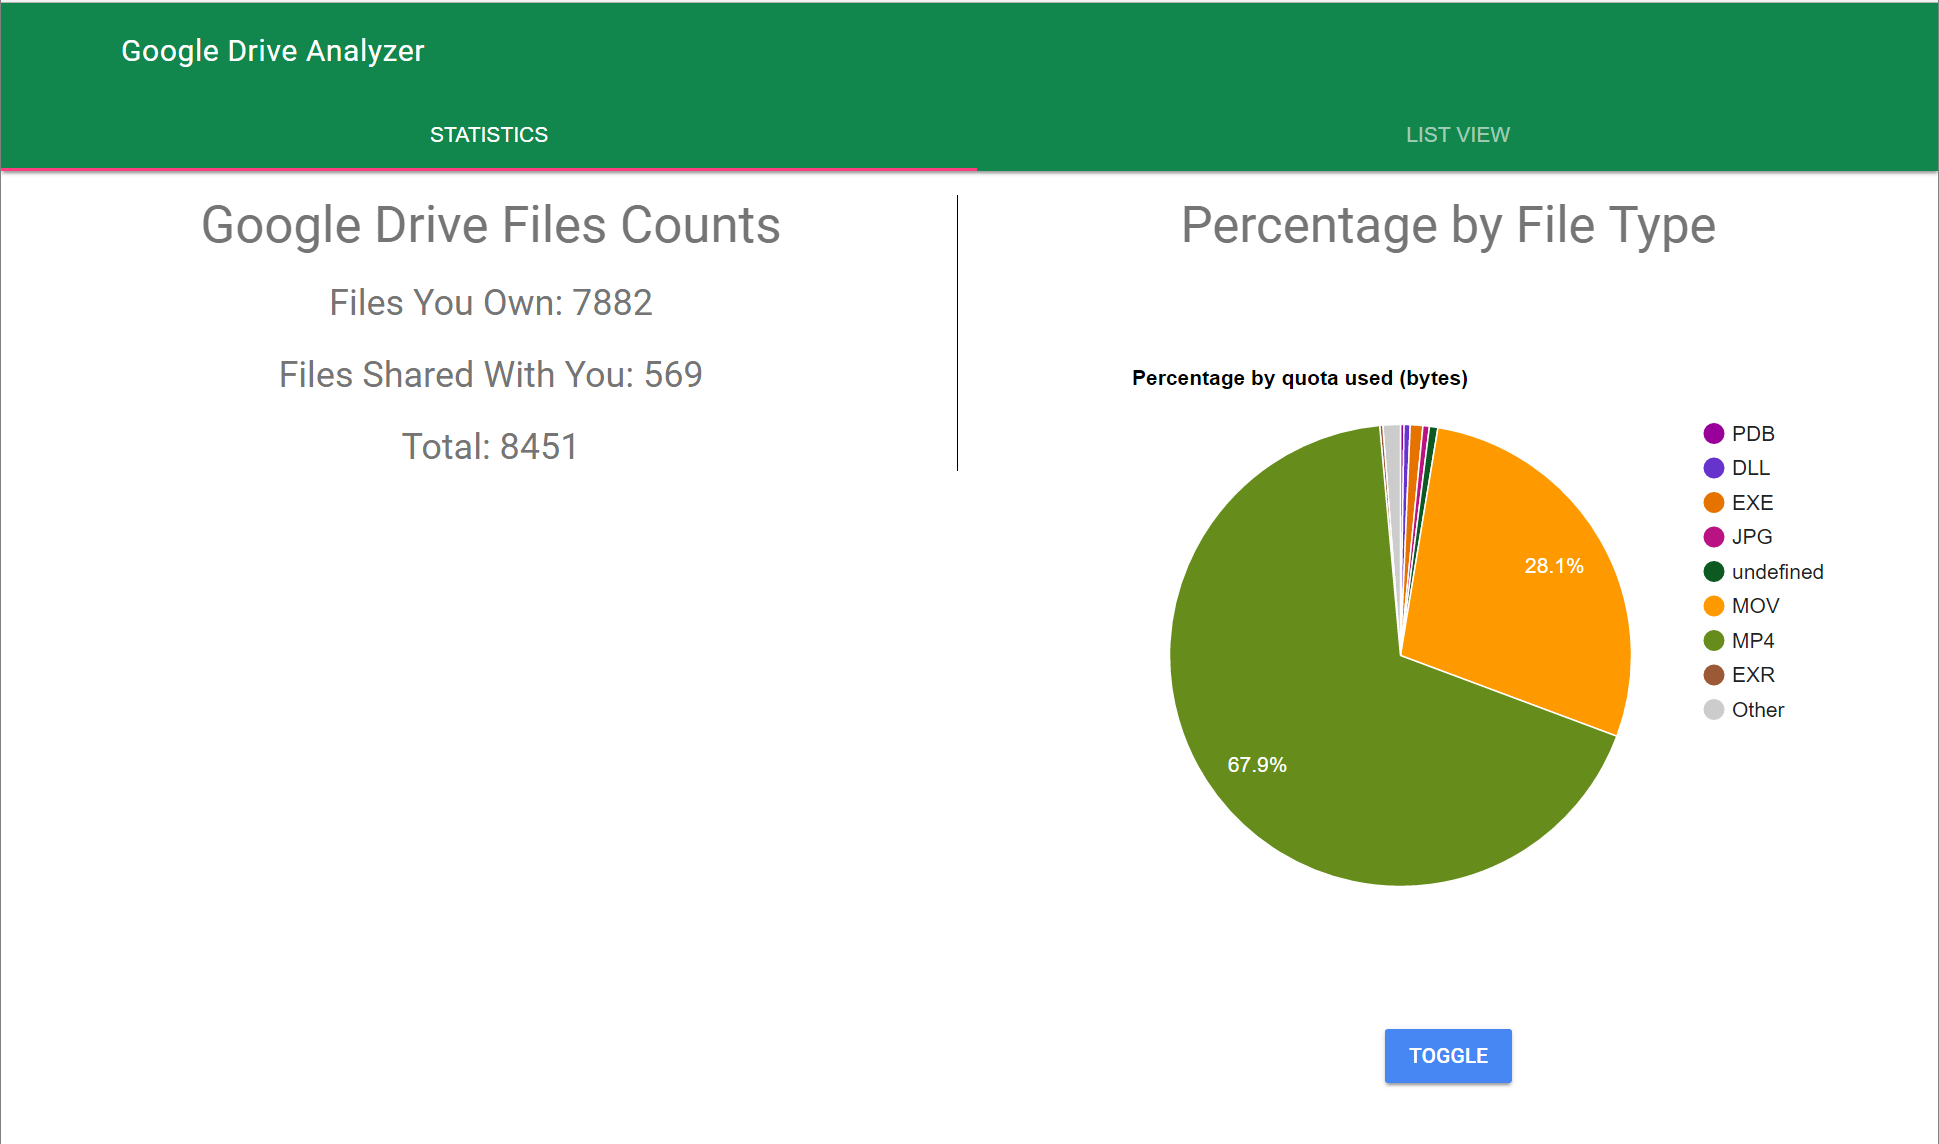 Google Drive Analyzer
STATISTICS
LIST VIEW
Google Drive Files Counts
Files You Own: 7882
Files Shared With You: 569
Total: 8451
Percentage by File Type
Percentage by quota used (bytes)
28.1%
67.9%
PDB
DLL
EXE
JPG
undefined
MOV
MP4
EXR
Other
TOGGLE